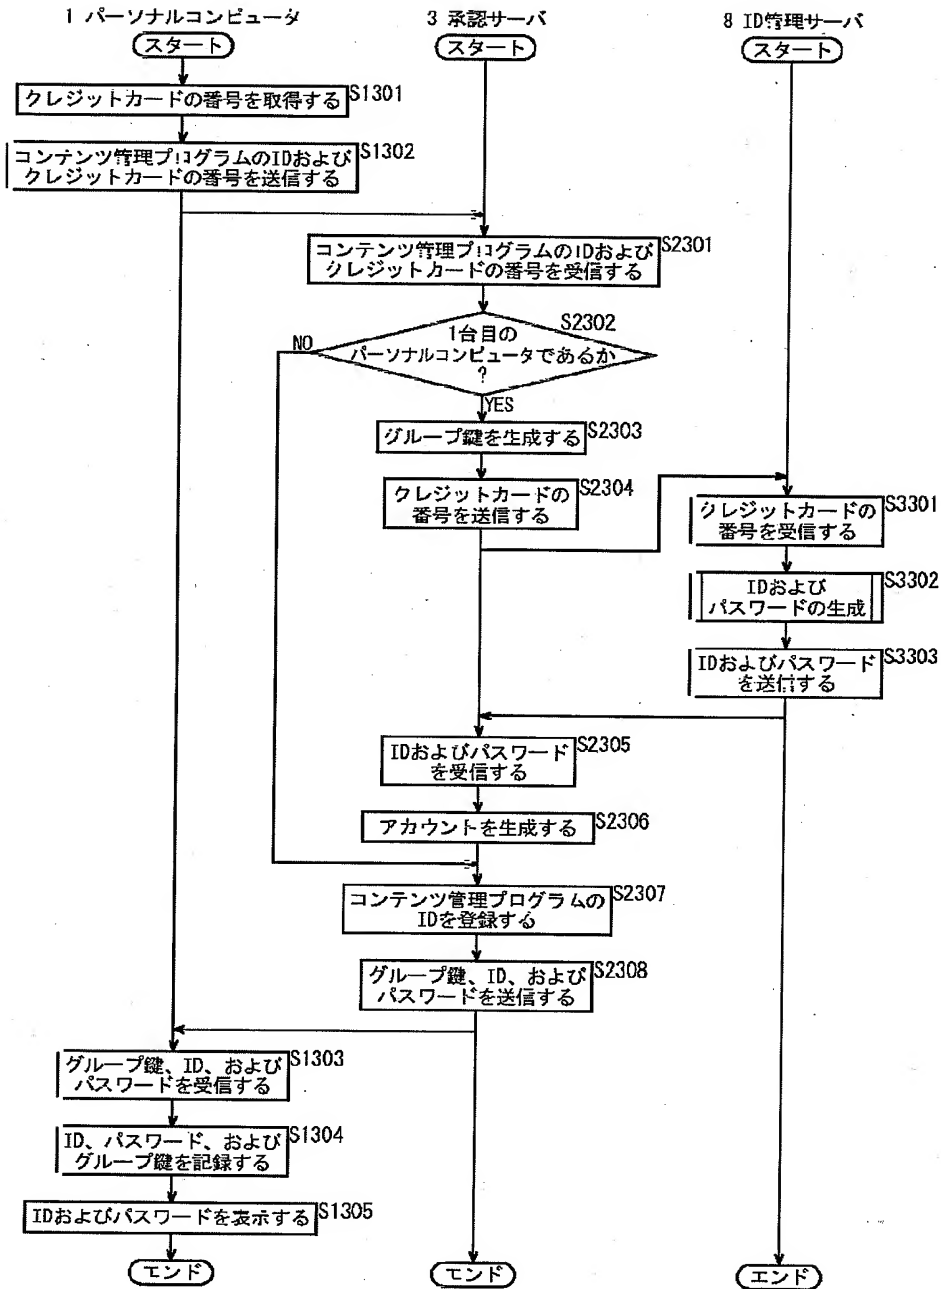 1 パーソナルコンピュータ
3 承認サーバ
8 ID管理サーバ
スタート
スタート
スタート
クレジットカードの番号を取得する
S1301
コンテンツ管理プログラムのIDおよび
クレジットカードの番号を送信する
S1302
コンテンツ管理プログラムのIDおよび
クレジットカードの番号を受信する
S2301
S2302
1台目の
パーソナルコンピュータであるか
?
NO
YES
グループ鍵を生成する
S2303
クレジットカードの
番号を送信する
S2304
クレジットカードの
番号を受信する
S3301
IDおよび
パスワードの生成
S3302
IDおよびパスワード
を送信する
S3303
IDおよびパスワード
を受信する
S2305
アカウントを生成する
S2306
コンテンツ管理プログラムの
IDを登録する
S2307
グループ鍵、ID、および
パスワードを送信する
S2308
グループ鍵、ID、および
パスワードを受信する
S1303
ID、パスワード、および
グループ鍵を記録する
S1304
IDおよびパスワードを表示する
S1305
エンド
エンド
エンド